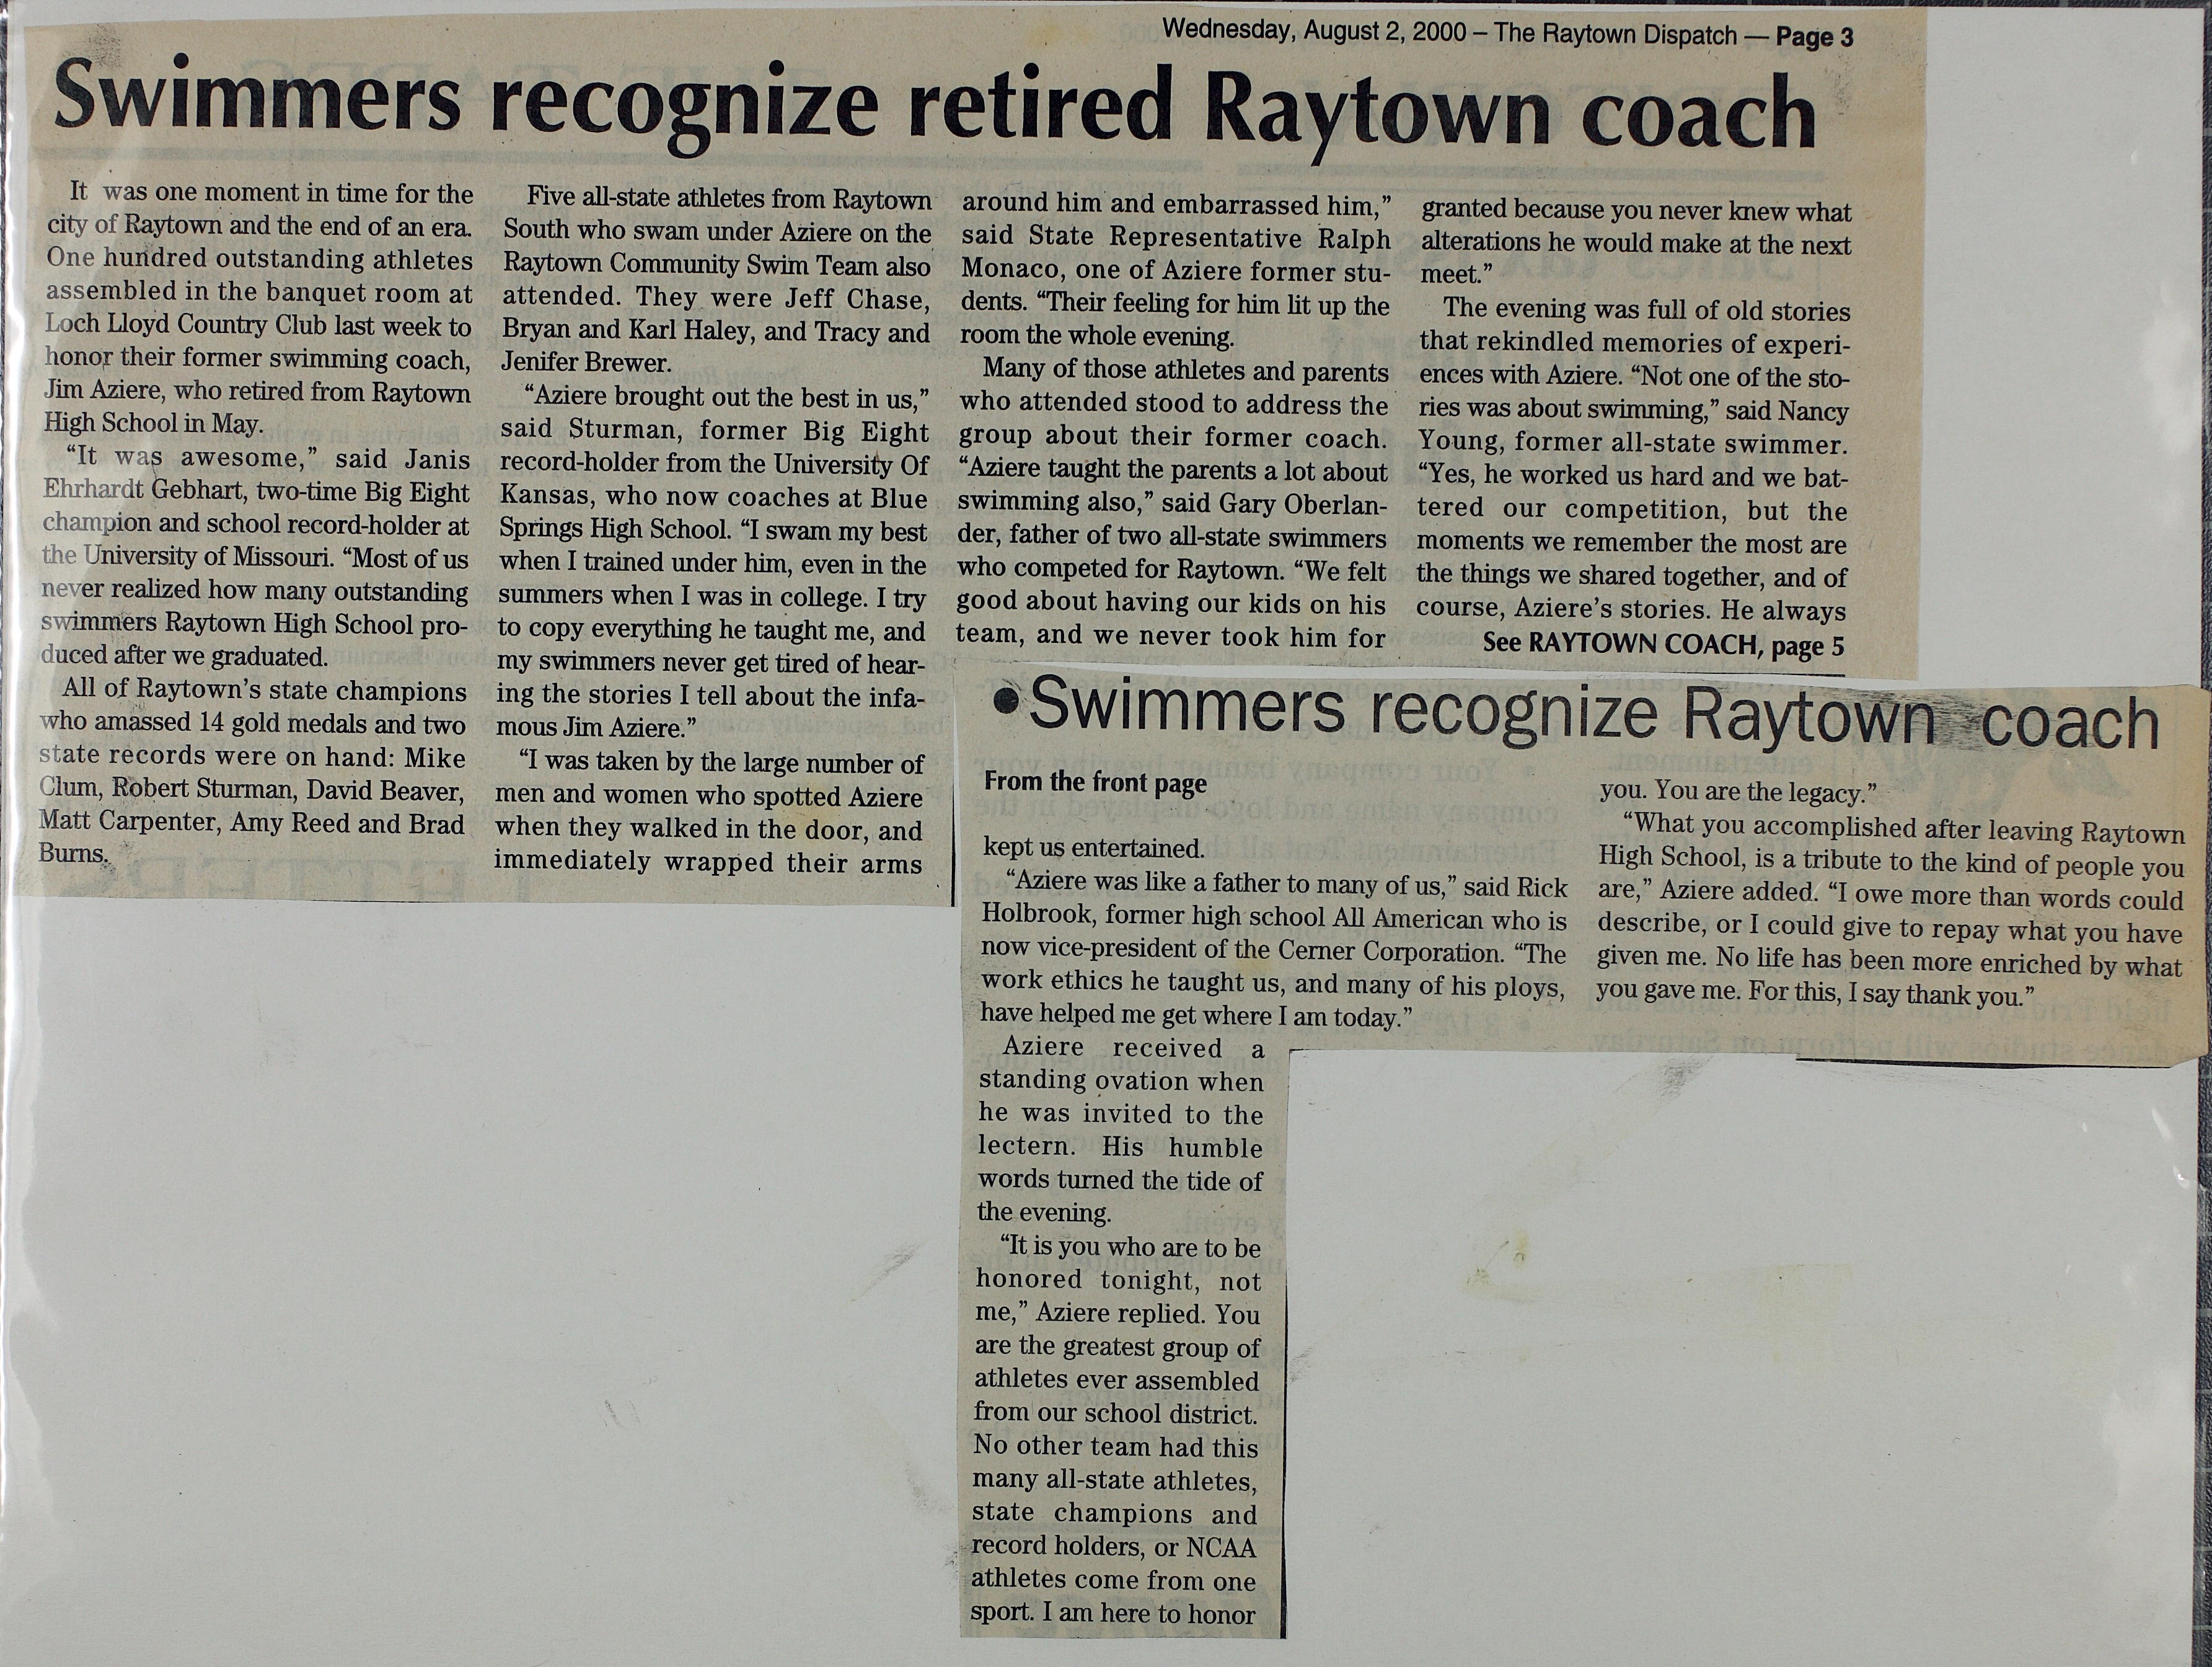 Wednesday, August 2, 2000 – The Raytown Dispatch — Page 3
Swimmers recognize retired Raytown coach
It was one moment in time for the
city of Raytown and the end of an era.
One hundred outstanding athletes
assembled in the banquet room at
Loch Lloyd Country Club last week to
honor their former swimming coach,
Jim Aziere, who retired from Raytown
High School in May.
“It was awesome,” said Janis
Ehrhardt Gebhart, two-time Big Eight
champion and school record-holder at
the University of Missouri. “Most of us
never realized how many outstanding
swimmers Raytown High School pro-
duced after we graduated.
All of Raytown’s state champions
who amassed 14 gold medals and two
state records were on hand: Mike
Clum, Robert Sturman, David Beaver,
Matt Carpenter, Amy Reed and Brad
Burns.
Five all-state athletes from Raytown
South who swam under Aziere on the
Raytown Community Swim Team also
attended. They were Jeff Chase,
Bryan and Karl Haley, and Tracy and
Jenifer Brewer.
“Aziere brought out the best in us,”
said Sturman, former Big Eight
record-holder from the University Of
Kansas, who now coaches at Blue
Springs High School. “I swam my best
when I trained under him, even in the
summers when I was in college. I try
to copy everything he taught me, and
my swimmers never get tired of hear-
ing the stories I tell about the infa-
mous Jim Aziere.”
“I was taken by the large number of
men and women who spotted Aziere
when they walked in the door, and
immediately wrapped their arms
around him and embarrassed him,”
said State Representative Ralph
Monaco, one of Aziere former stu-
dents. “Their feeling for him lit up the
room the whole evening.
Many of those athletes and parents
who attended stood to address the
group about their former coach.
“Aziere taught the parents a lot about
swimming also,” said Gary Oberlan-
der, father of two all-state swimmers
who competed for Raytown. “We felt
good about having our kids on his
team, and we never took him for
granted because you never knew what
alterations he would make at the next
meet.”
The evening was full of old stories
that rekindled memories of experi-
ences with Aziere. “Not one of the sto-
ries was about swimming,” said Nancy
Young, former all-state swimmer.
“Yes, he worked us hard and we bat-
tered our competition, but the
moments we remember the most are
the things we shared together, and of
course, Aziere’s stories. He always
See RAYTOWN COACH, page 5
•Swimmers recognize Raytown coach
From the front page
kept us entertained.
“Aziere was like a father to many of us,” said Rick
Holbrook, former high school All American who is
now vice-president of the Cerner Corporation. “The
work ethics he taught us, and many of his ploys,
have helped me get where I am today.”
Aziere received a
standing ovation when
he was invited to the
lectern. His humble
words turned the tide of
the evening.
“It is you who are to be
honored tonight, not
me,” Aziere replied. You
are the greatest group of
athletes ever assembled
from our school district.
No other team had this
many all-state athletes,
state champions and
record holders, or NCAA
athletes come from one
sport. I am here to honor
you. You are the legacy.”
“What you accomplished after leaving Raytown
High School, is a tribute to the kind of people you
are,” Aziere added. “I owe more than words could
describe, or I could give to repay what you have
given me. No life has been more enriched by what
you gave me. For this, I say thank you.”